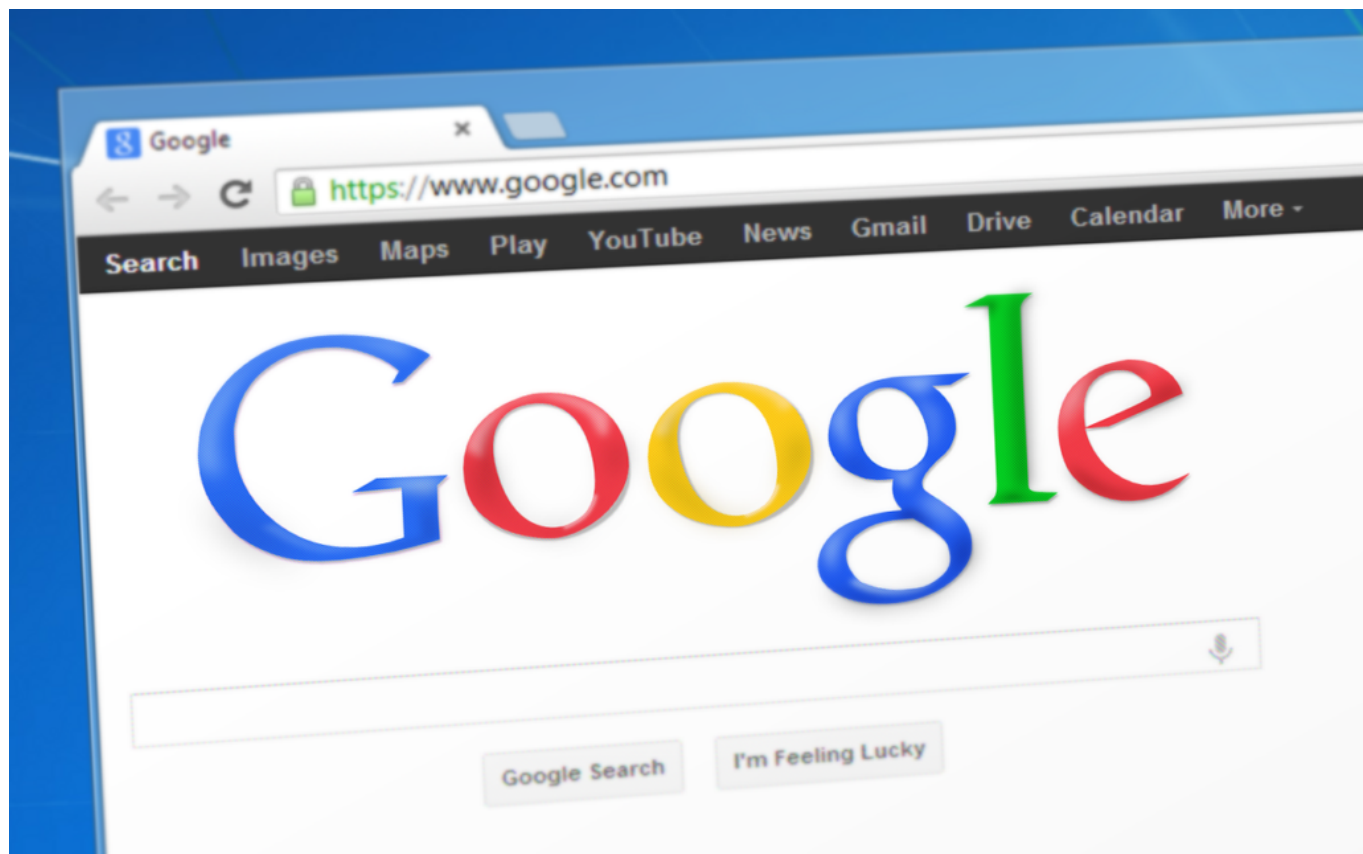 8 Google
https://www.google.com
Search Images Maps Play YouTube News Gmail Drive Calendar More
Google
Google Search I'm Feeling Lucky